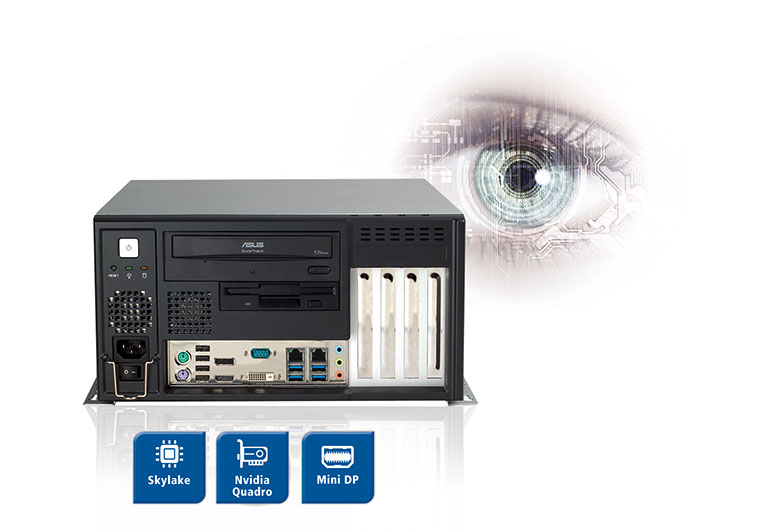 ASUS
RESET
Skylake
Nvidia
Quadro
Mini DP